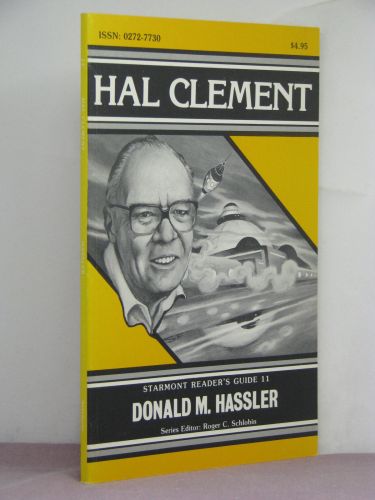 ISSN: 0272-7730
$4.95
HAL CLEMENT
STARMONT READER'S GUIDE 11
DONALD M. HASSLER
Series Editor: Roger C. Schlobin